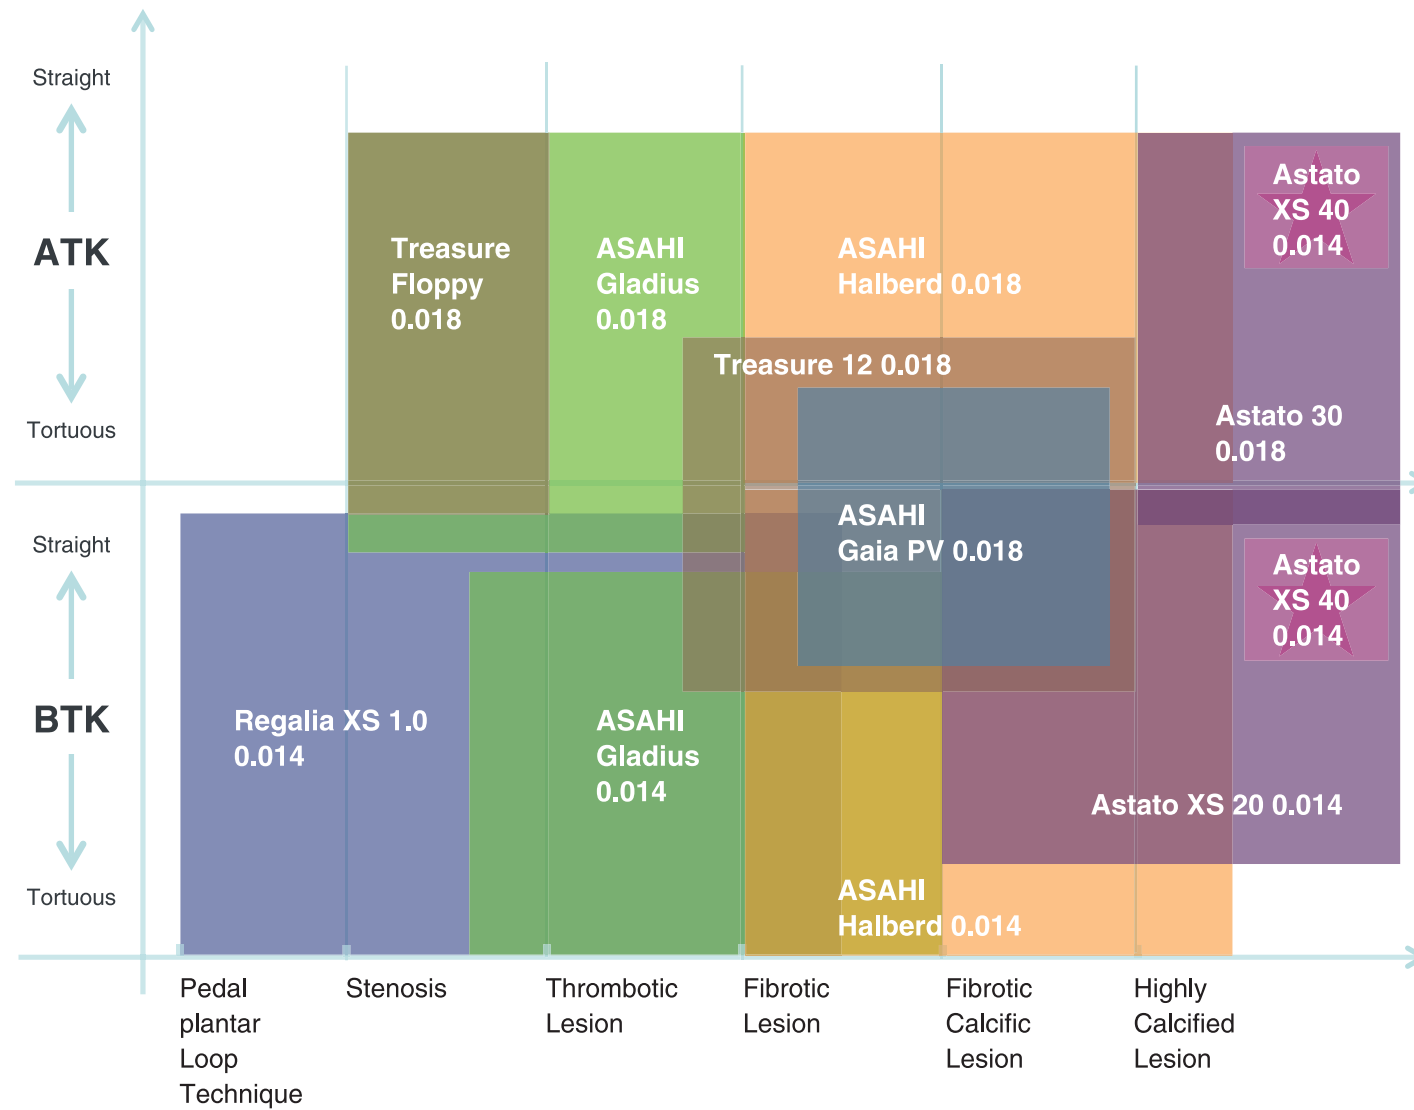 Straight
ATK
Tortuous
Straight
BTK
Tortuous
Treasure
Floppy
0.018
ASAHI
Gladius
0.018
ASAHI
Halberd 0.018
Astato
XS 40
0.014
Treasure 12 0.018
Astato 30
0.018
ASAHI
Gaia PV 0.018
Astato
XS 40
0.014
Regalia XS 1.0
0.014
ASAHI
Gladius
0.014
Astato XS 20 0.014
ASAHI
Halberd 0.014
Pedal
plantar
Loop
Technique
Stenosis
Thrombotic
Lesion
Fibrotic
Lesion
Fibrotic
Calcific
Lesion
Highly
Calcified
Lesion